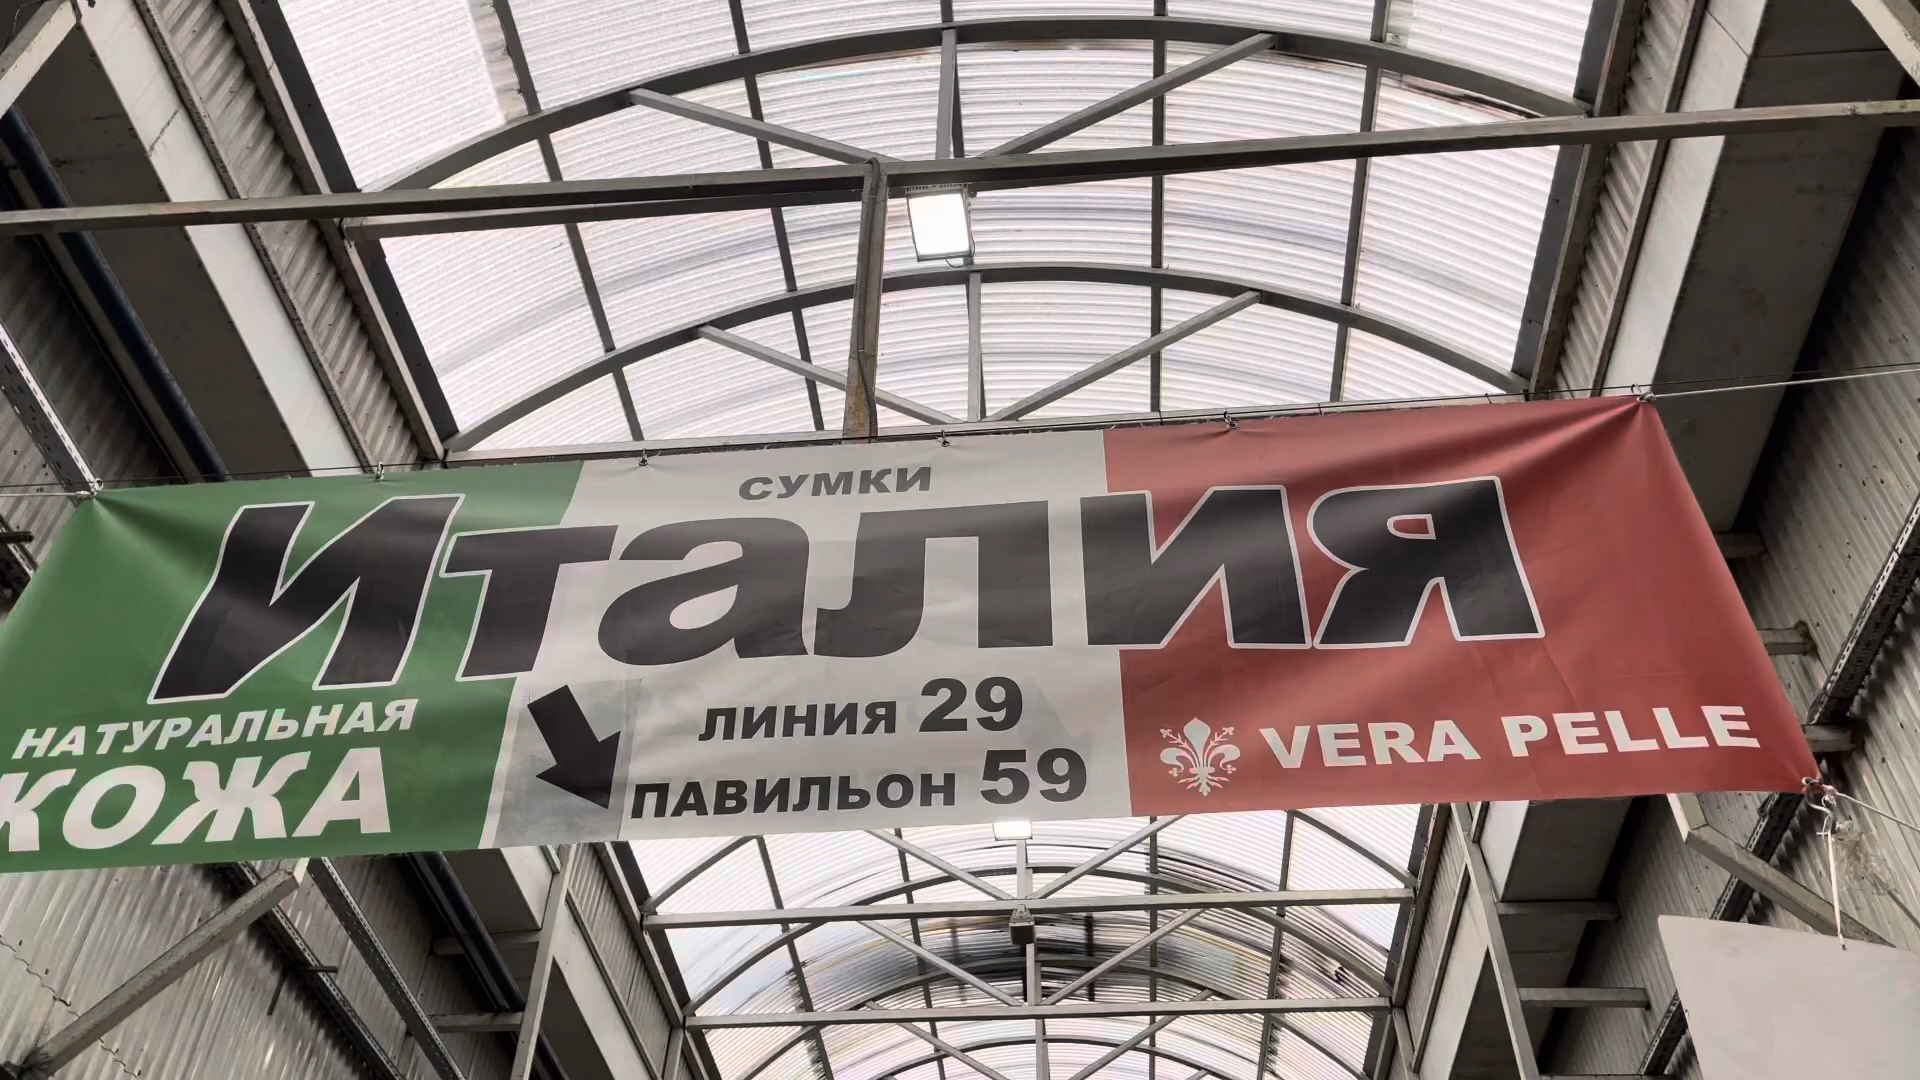 СУМКИ
Италия
НАТУРАЛЬНАЯ
КОЖА
ЛИНИЯ 29
ПАВИЛЬОН 59
VERA PELLE